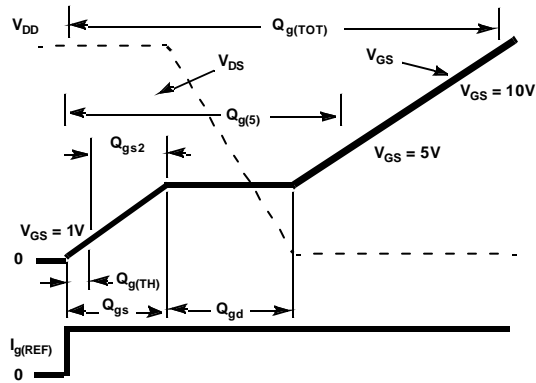 V_DD
Q_g(TOT)
V_DS
V_GS
V_GS = 10V
Q_g(5)
Q_gs2
V_GS = 5V
V_GS = 1V
0
Q_g(TH)
Q_gs
Q_gd
I_g(REF)
0